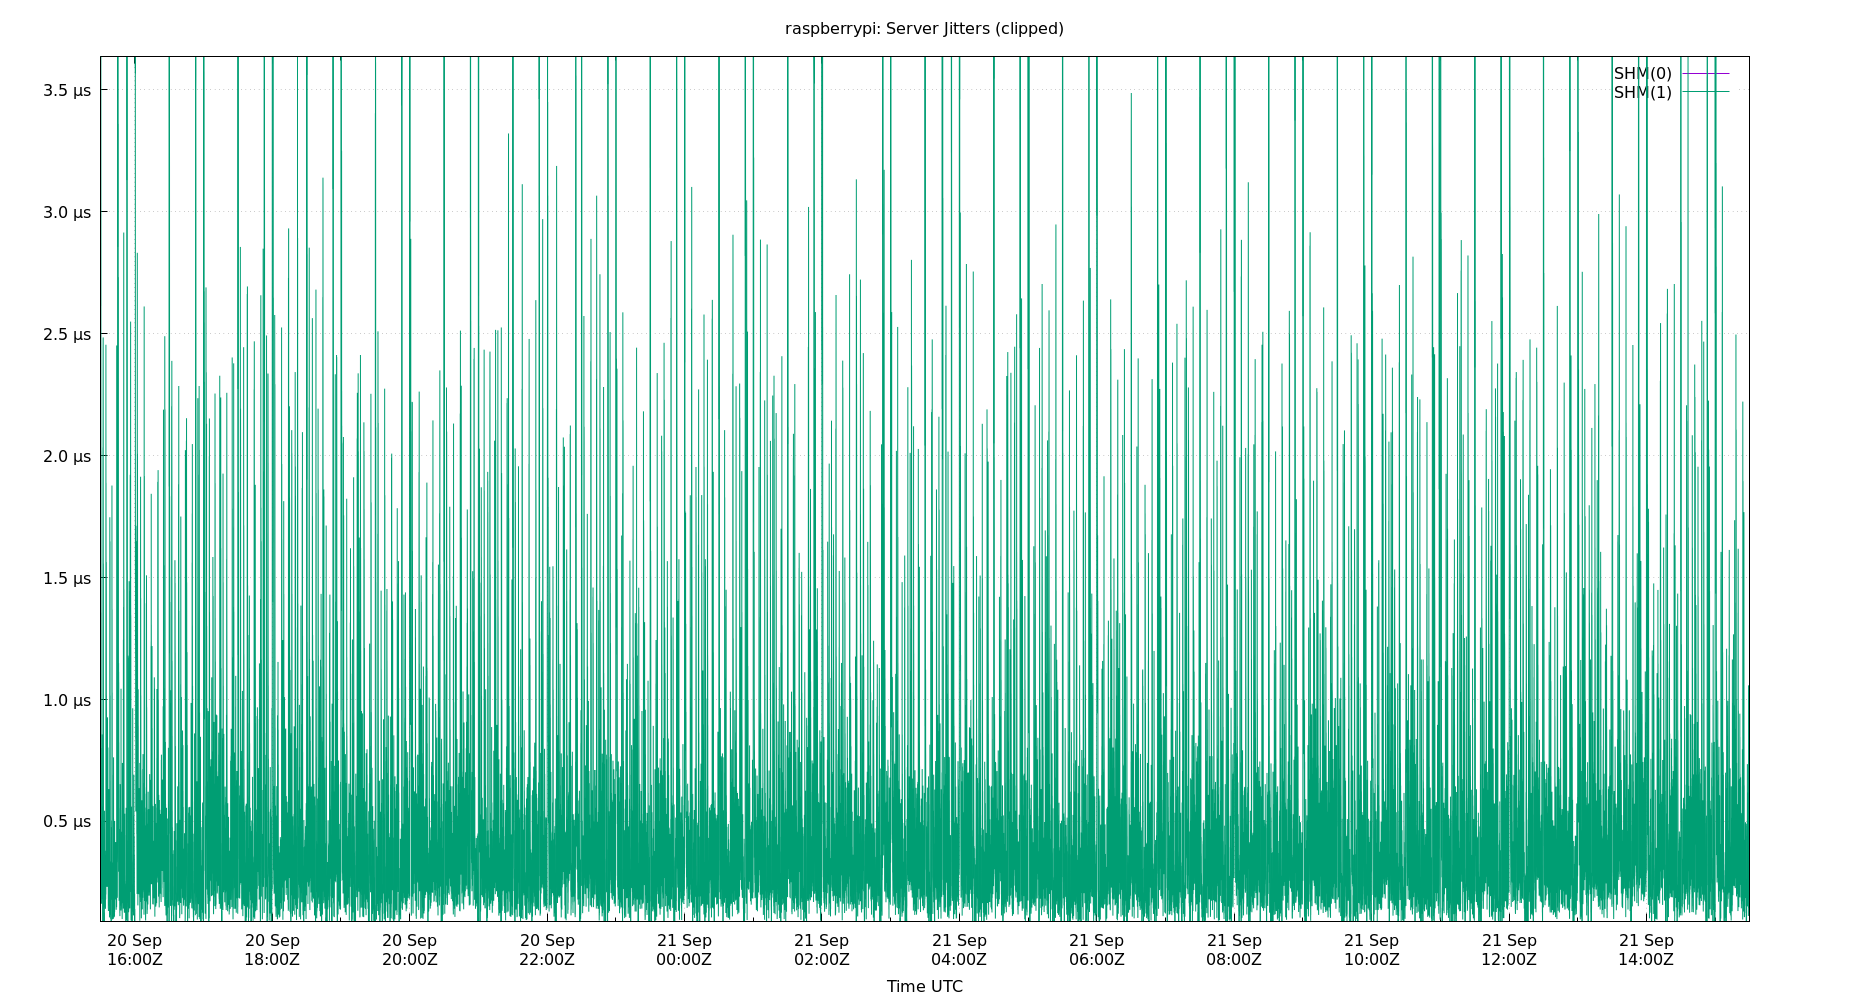 raspberrypi: Server Jitters (clipped)
SHM(0)
SHM(1)
3.5 µs
3.0 µs
2.5 µs
2.0 µs
1.5 µs
1.0 µs
0.5 µs
20 Sep 20 Sep 20 Sep 20 Sep 21 Sep 21 Sep 21 Sep 21 Sep 21 Sep 21 Sep 21 Sep 21 Sep
16:00Z 18:00Z 20:00Z 22:00Z 00:00Z 02:00Z 04:00Z 06:00Z 08:00Z 10:00Z 12:00Z 14:00Z
Time UTC